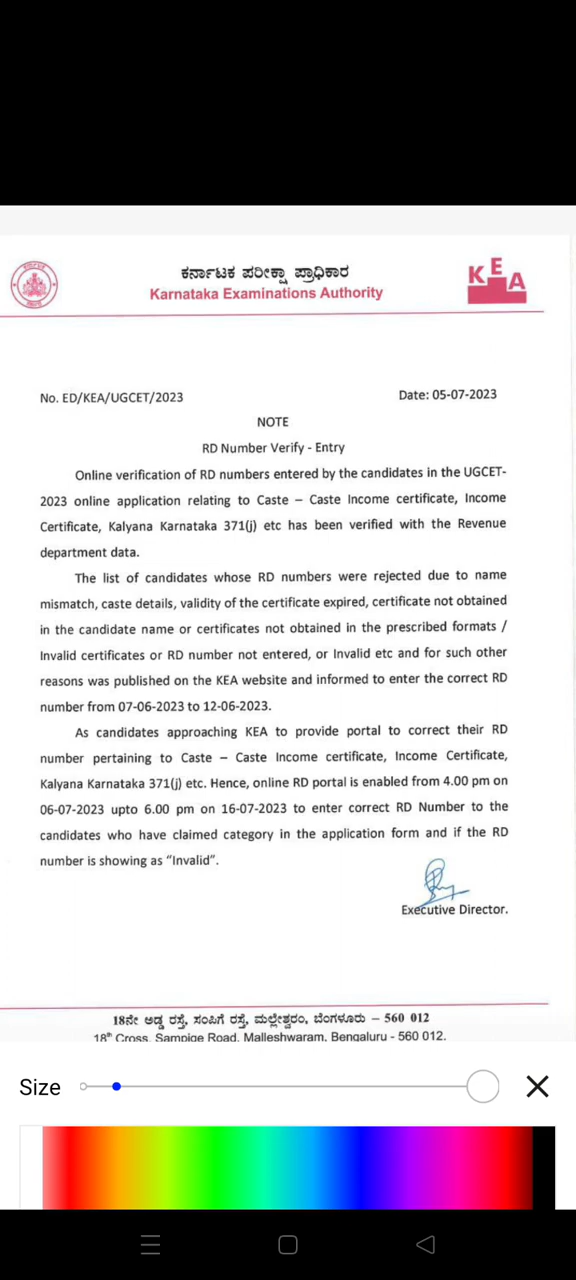 ಕರ್ನಾಟಕ ಪರೀಕ್ಷಾ ಪ್ರಾಧಿಕಾರ
Karnataka Examinations Authority
KEA
No. ED/KEA/UGCET/2023
Date: 05-07-2023
NOTE
RD Number Verify - Entry
Online verification of RD numbers entered by the candidates in the UGCET-
2023 online application relating to Caste – Caste Income certificate, Income
Certificate, Kalyana Karnataka 371(j) etc has been verified with the Revenue
department data.
The list of candidates whose RD numbers were rejected due to name
mismatch, caste details, validity of the certificate expired, certificate not obtained
in the candidate name or certificates not obtained in the prescribed formats /
Invalid certificates or RD number not entered, or Invalid etc and for such other
reasons was published on the KEA website and informed to enter the correct RD
number from 07-06-2023 to 12-06-2023.
As candidates approaching KEA to provide portal to correct their RD
number pertaining to Caste – Caste Income certificate, Income Certificate,
Kalyana Karnataka 371(j) etc. Hence, online RD portal is enabled from 4.00 pm on
06-07-2023 upto 6.00 pm on 16-07-2023 to enter correct RD Number to the
candidates who have claimed category in the application form and if the RD
number is showing as “Invalid”.
Executive Director.
18ನೇ ಅಡ್ಡ ರಸ್ತೆ, ಸಂಪಿಗೆ ರಸ್ತೆ, ಮಲ್ಲೇಶ್ವರಂ, ಬೆಂಗಳೂರು – 560 012
18th Cross, Sampige Road, Malleshwaram, Bengaluru - 560 012.
Size